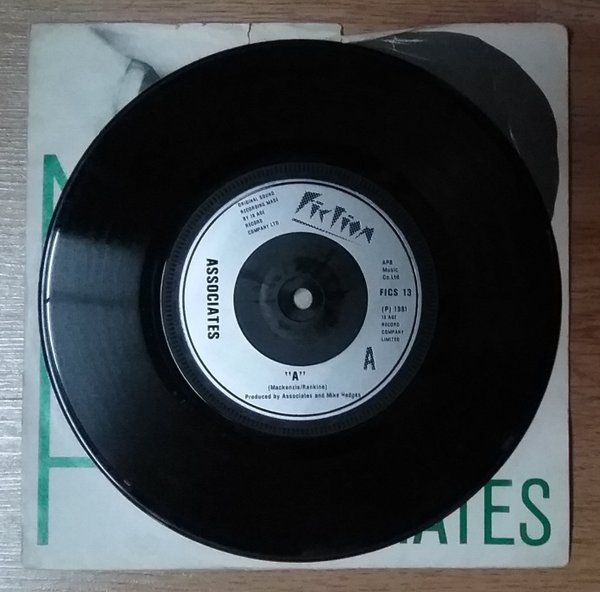 ORIGINAL SOUND
RECORDING MADE
BY 18 AGE
RECORD
COMPANY LTD
Fiction
APB
Music
Co.Ltd
FICS 13
(P) 1981
18 AGE
RECORD
COMPANY
LIMITED
A
ASSOCIATES
"A"
(Mackenzie/Rankine)
Produced by Associates and Mike Hedges
IATES